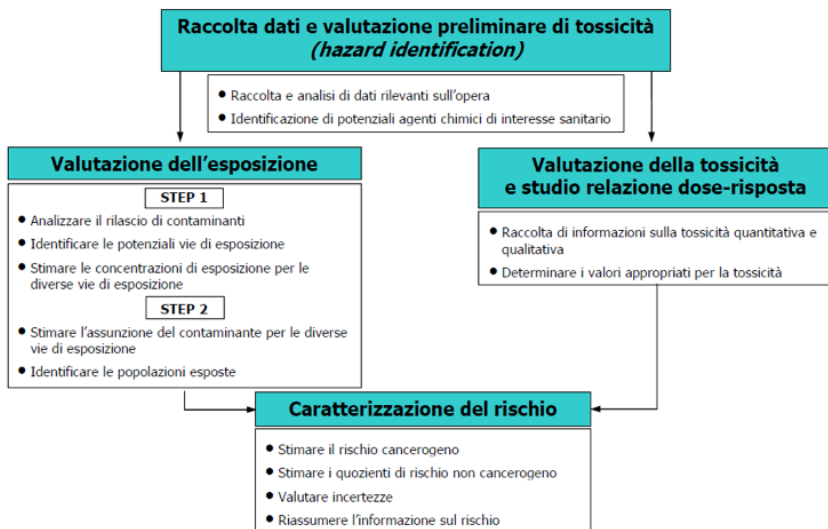 Raccolta dati e valutazione preliminare di tossicità
(hazard identification)
• Raccolta e analisi di dati rilevanti sull'opera
• Identificazione di potenziali agenti chimici di interesse sanitario
Valutazione dell'esposizione
STEP 1
• Analizzare il rilascio di contaminanti
• Identificare le potenziali vie di esposizione
• Stimare le concentrazioni di esposizione per le
diverse vie di esposizione
STEP 2
• Stimare l'assunzione del contaminante per le diverse
vie di esposizione
• Identificare le popolazioni esposte
Valutazione della tossicità
e studio relazione dose-risposta
• Raccolta di informazioni sulla tossicità quantitativa e
qualitativa
• Determinare i valori appropriati per la tossicità
Caratterizzazione del rischio
• Stimare il rischio cancerogeno
• Stimare i quozienti di rischio non cancerogeno
• Valutare incertezze
• Riassumere l'informazione sul rischio